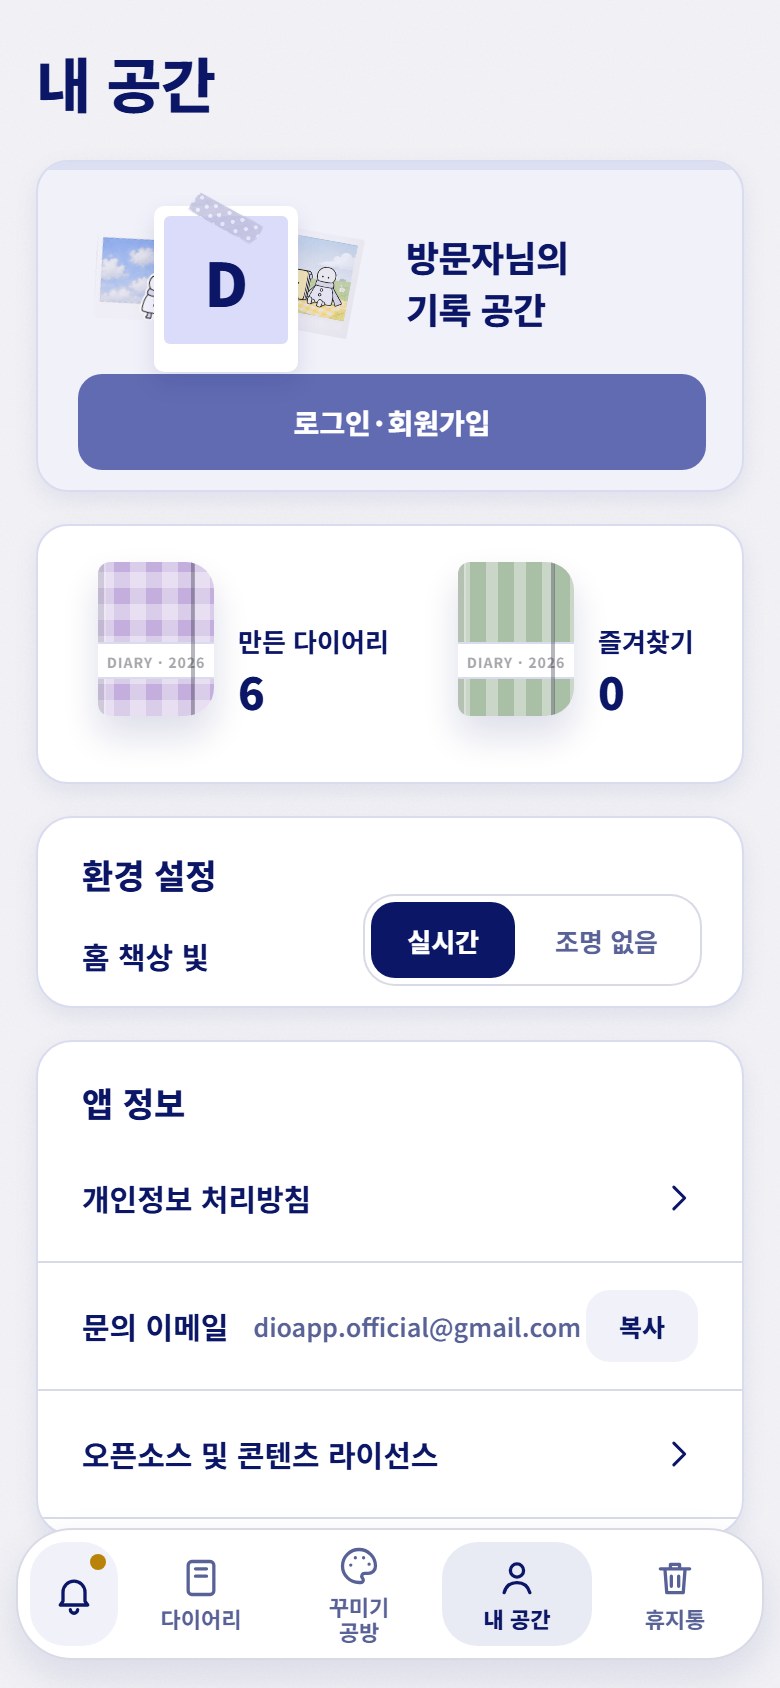 내 공간
D
방문자님의
기록 공간
로그인·회원가입
DIARY · 2026
만든 다이어리
6
DIARY · 2026
즐겨찾기
0
환경 설정
홈 책상 빛
실시간
조명 없음
앱 정보
개인정보 처리방침
문의 이메일 dioapp.official@gmail.com 복사
오픈소스 및 콘텐츠 라이선스
다이어리
꾸미기
공방
내 공간
휴지통